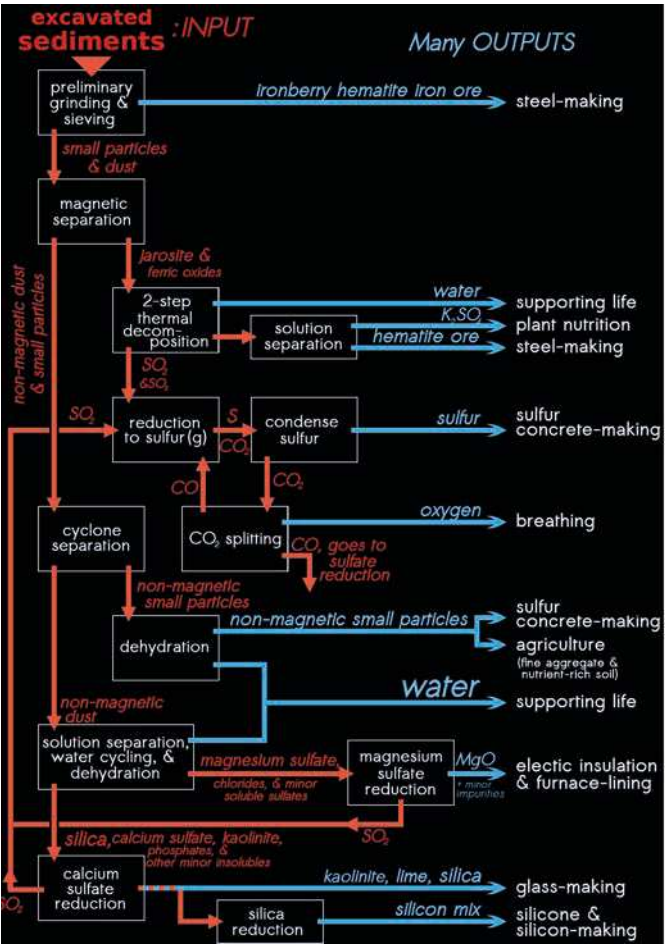 excavated
sediments
:INPUT
Many OUTPUTS
preliminary
grinding &
sieving
ironberry hematite iron ore
steel-making
small particles
& dust
magnetic
separation
jarosite &
ferric oxides
non-magnetic dust
& small particles
2-step
thermal
decom-
position
water
supporting life
solution
separation
K₂SO₄
plant nutrition
hematite ore
steel-making
SO₂
&SO₃
SO₂
reduction
to sulfur(g)
S
CO₂
condense
sulfur
sulfur
sulfur
concrete-making
CO
CO₂
cyclone
separation
CO₂ splitting
oxygen
breathing
CO, goes to
sulfate
reduction
non-magnetic
small particles
dehydration
non-magnetic small particles
sulfur
concrete-making
agriculture
(fine aggregate &
nutrient-rich soil)
water
supporting life
non-magnetic
dust
solution separation,
water cycling, &
dehydration
magnesium sulfate,
chlorides, & minor
soluble sulfates
magnesium
sulfate
reduction
MgO
+ minor
impurities
electic insulation
& furnace-lining
SO₂
silica, calcium sulfate, kaolinite,
phosphates, &
other minor insolubles
SO₂
calcium
sulfate
reduction
kaolinite, lime, silica
glass-making
silica
reduction
silicon mix
silicone &
silicon-making